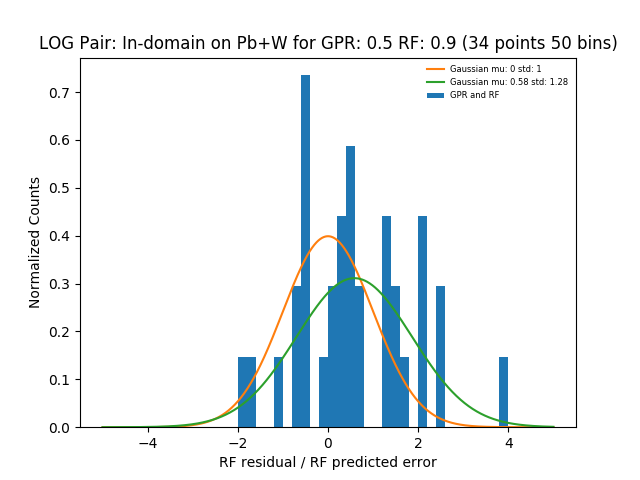 LOG Pair: In-domain on Pb+W for GPR: 0.5 RF: 0.9 (34 points 50 bins)
Gaussian mu: 0 std: 1
Gaussian mu: 0.58 std: 1.28
GPR and RF
Normalized Counts
0.7
0.6
0.5
0.4
0.3
0.2
0.1
0.0
−4 −2 0 2 4
RF residual / RF predicted error